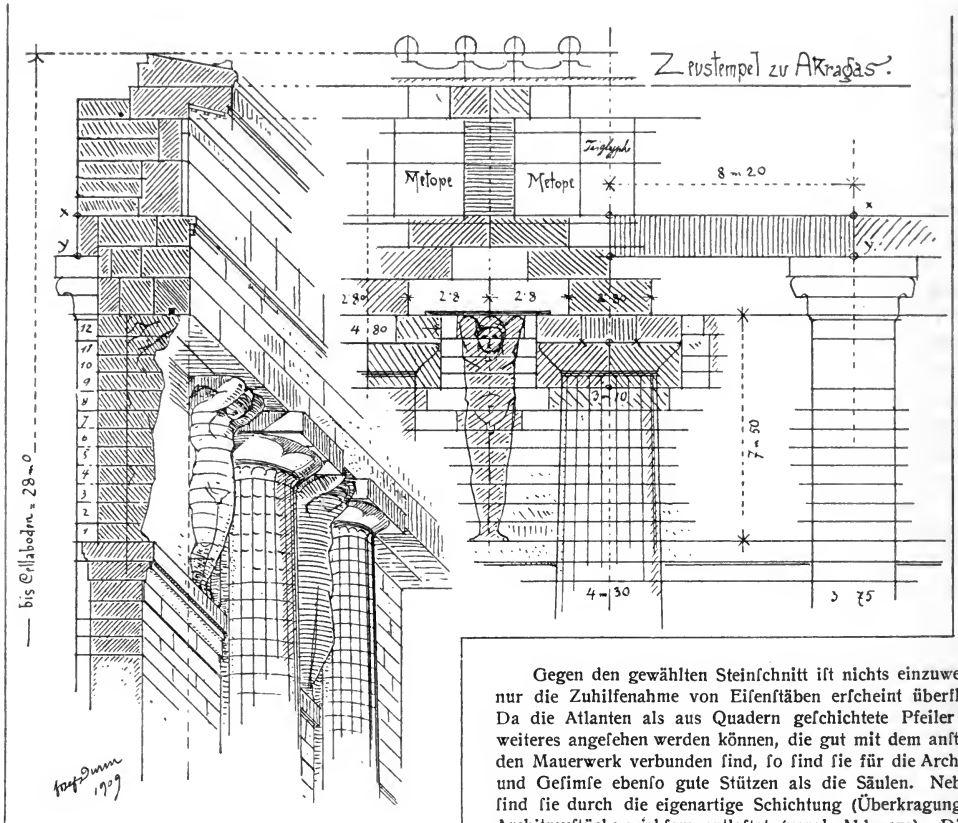 Zeustempel zu AKragas.
Triglyph
Metope
Metope
8 m 20
x
x
y
y
2·80
2·8
2·8
2·80
4 80
12
11
10
9
8
7
6
5
4
3
2
1
3 m 10
7 m 50
bis Cellaboden = 28 m 0
4 m 30
3 75
Josef Durm
1909
Gegen den gewählten Steinſchnitt iſt nichts einzuwe
nur die Zuhilfenahme von Eiſenſtäben erſcheint überfl
Da die Atlanten als aus Quadern geſchichtete Pfeiler
weiteres angeſehen werden können, die gut mit dem anſt
den Mauerwerk verbunden ſind, ſo ſind ſie für die Arch
und Geſimſe ebenſo gute Stützen als die Säulen. Neb
ſind ſie durch die eigenartige Schichtung (Überkragung